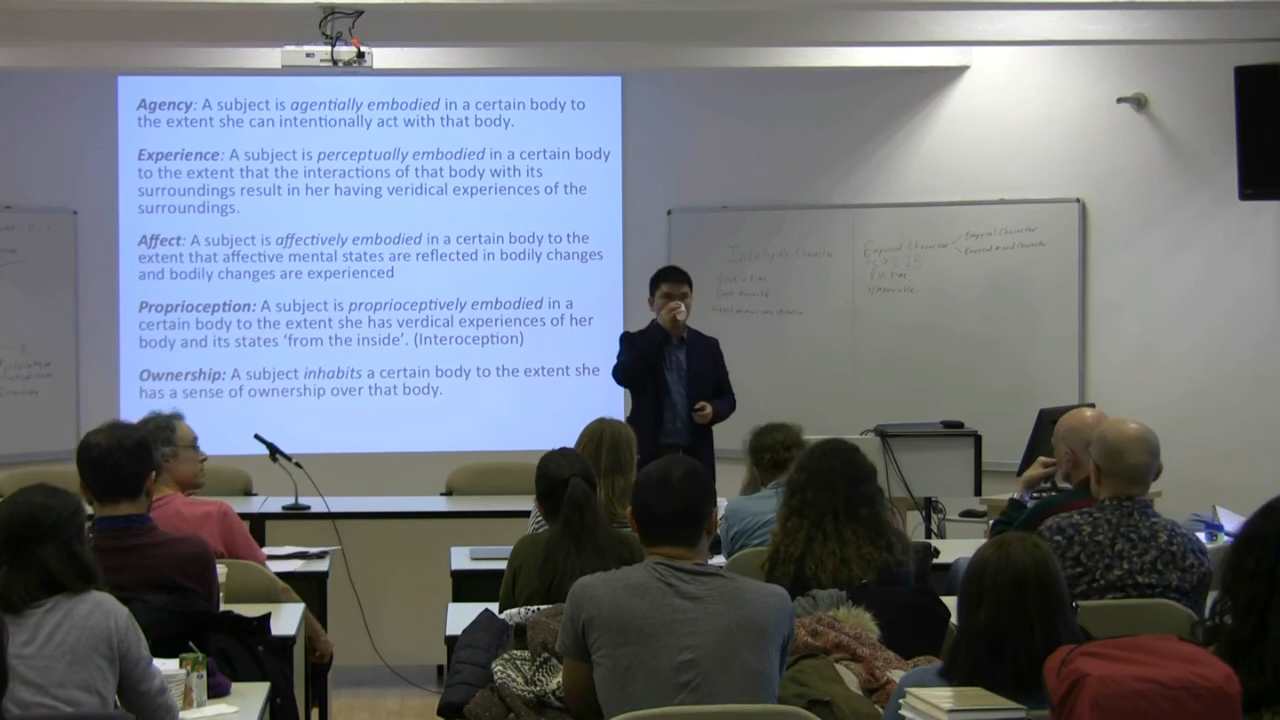 Agency: A subject is agentially embodied in a certain body to
the extent she can intentionally act with that body.
Experience: A subject is perceptually embodied in a certain body
to the extent that the interactions of that body with its
surroundings result in her having veridical experiences of the
surroundings.
Affect: A subject is affectively embodied in a certain body to the
extent that affective mental states are reflected in bodily changes
and bodily changes are experienced
Proprioception: A subject is proprioceptively embodied in a
certain body to the extent she has verdical experiences of her
body and its states ‘from the inside’. (Interoception)
Ownership: A subject inhabits a certain body to the extent she
has a sense of ownership over that body.
Intelligible Character
Empirical Character
Empirical Character